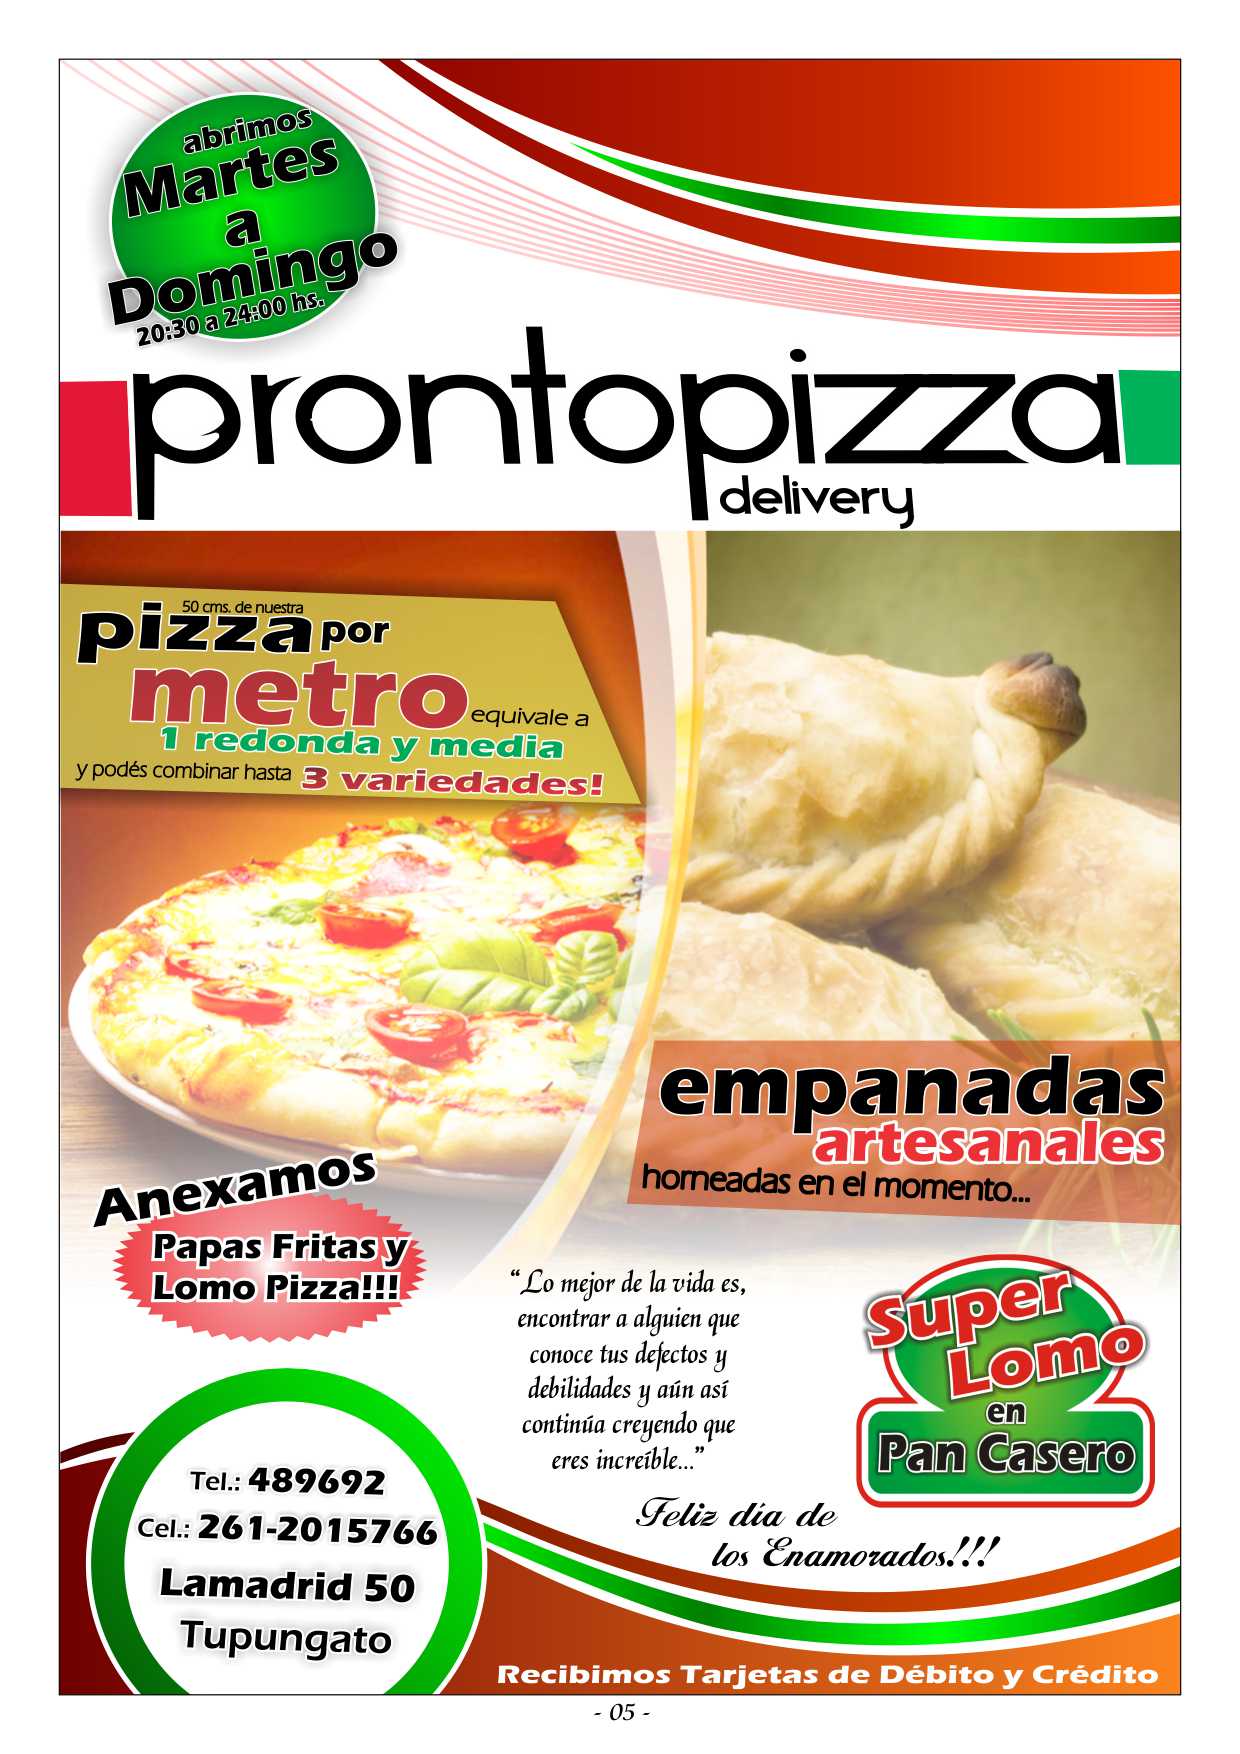 abrimos
Martes
a
Domingo
20:30 a 24:00 hs.
prontopizza
delivery
50 cms. de nuestra
pizza por
metro equivale a
1 redonda y media
y podés combinar hasta 3 variedades!
empanadas
artesanales
horneadas en el momento...
Anexamos
Papas Fritas y
Lomo Pizza!!!
“Lo mejor de la vida es,
encontrar a alguien que
conoce tus defectos y
debilidades y aún así
continúa creyendo que
eres increíble...”
Feliz día de
los Enamorados!!!
Super
Lomo
en
Pan Casero
Tel.: 489692
Cel.: 261-2015766
Lamadrid 50
Tupungato
Recibimos Tarjetas de Débito y Crédito
- 05 -